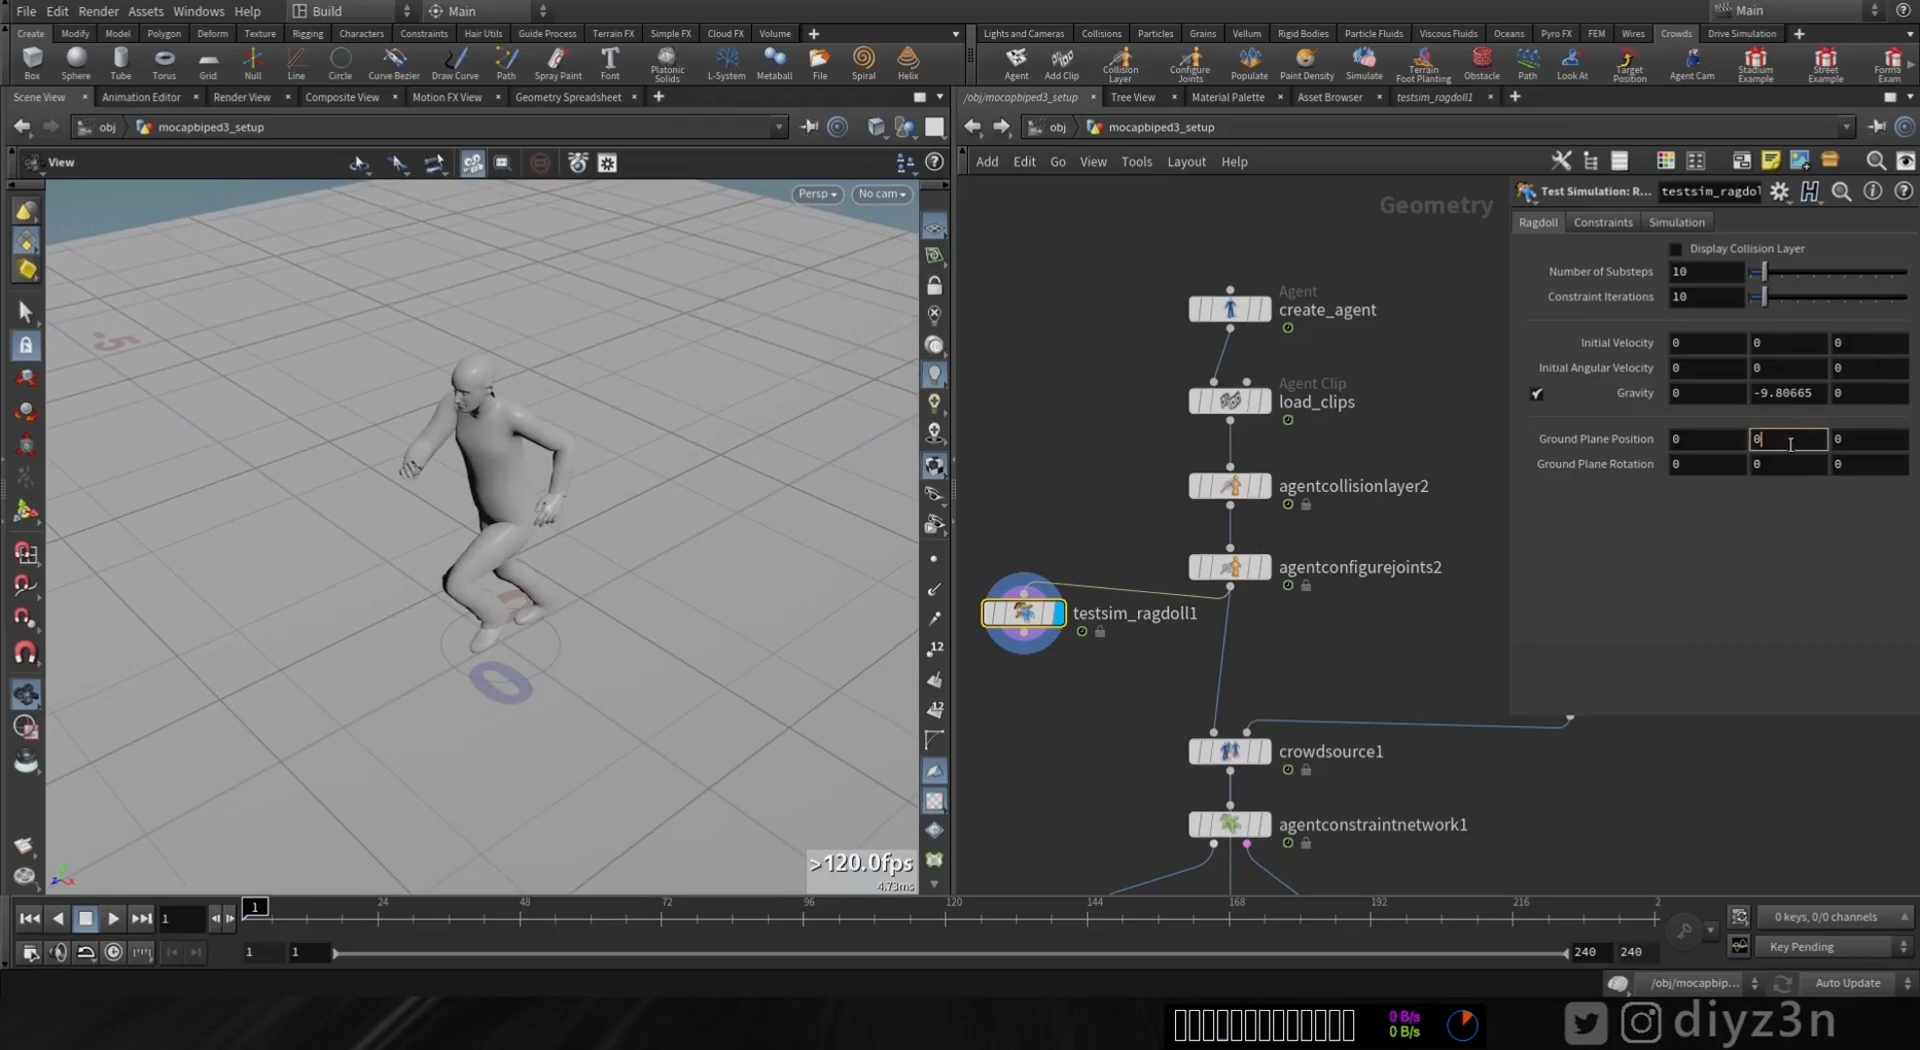 File Edit Render Assets Windows Help Build Main Main
Create Modify Model Polygon Deform Texture Rigging Characters Constraints Hair Utils Guide Process Terrain FX Simple FX Cloud FX Volume
Lights and Cameras Collisions Particles Grains Vellum Rigid Bodies Particle Fluids Viscous Fluids Oceans Pyro FX FEM Wires Crowds Drive Simulation
Box Sphere Tube Torus Grid Null Line Circle Curve Bezier Draw Curve Path Spray Paint Font Platonic Solids L-System Metaball File Spiral Helix
Agent Add Clip Collision Layer Configure Joints Populate Paint Density Simulate Terrain Foot Planting Obstacle Path Look At Target Position Agent Cam Stadium Example Street Example Forma Exam
Scene View Animation Editor Render View Composite View Motion FX View Geometry Spreadsheet
/obj/mocapbiped3_setup Tree View Material Palette Asset Browser testsim_ragdoll1
obj mocapbiped3_setup
obj mocapbiped3_setup
View
Add Edit Go View Tools Layout Help
Persp No cam
Geometry
Test Simulation: R... testsim_ragdol
Ragdoll Constraints Simulation
Display Collision Layer
Number of Substeps 10
Constraint Iterations 10
Initial Velocity 0 0 0
Initial Angular Velocity 0 0 0
Gravity 0 -9.80665 0
Ground Plane Position 0 0 0
Ground Plane Rotation 0 0 0
Agent
create_agent
Agent Clip
load_clips
agentcollisionlayer2
agentconfigurejoints2
testsim_ragdoll1
crowdsource1
agentconstraintnetwork1
5
0
12
12
>120.0fps
4.73ms
1 1 24 48 72 96 120 144 168 192 216 2
0 keys, 0/0 channels
1 1 240 240
Key Pending
/obj/mocapbip... Auto Update
0 B/s
0 B/s
diyz3n